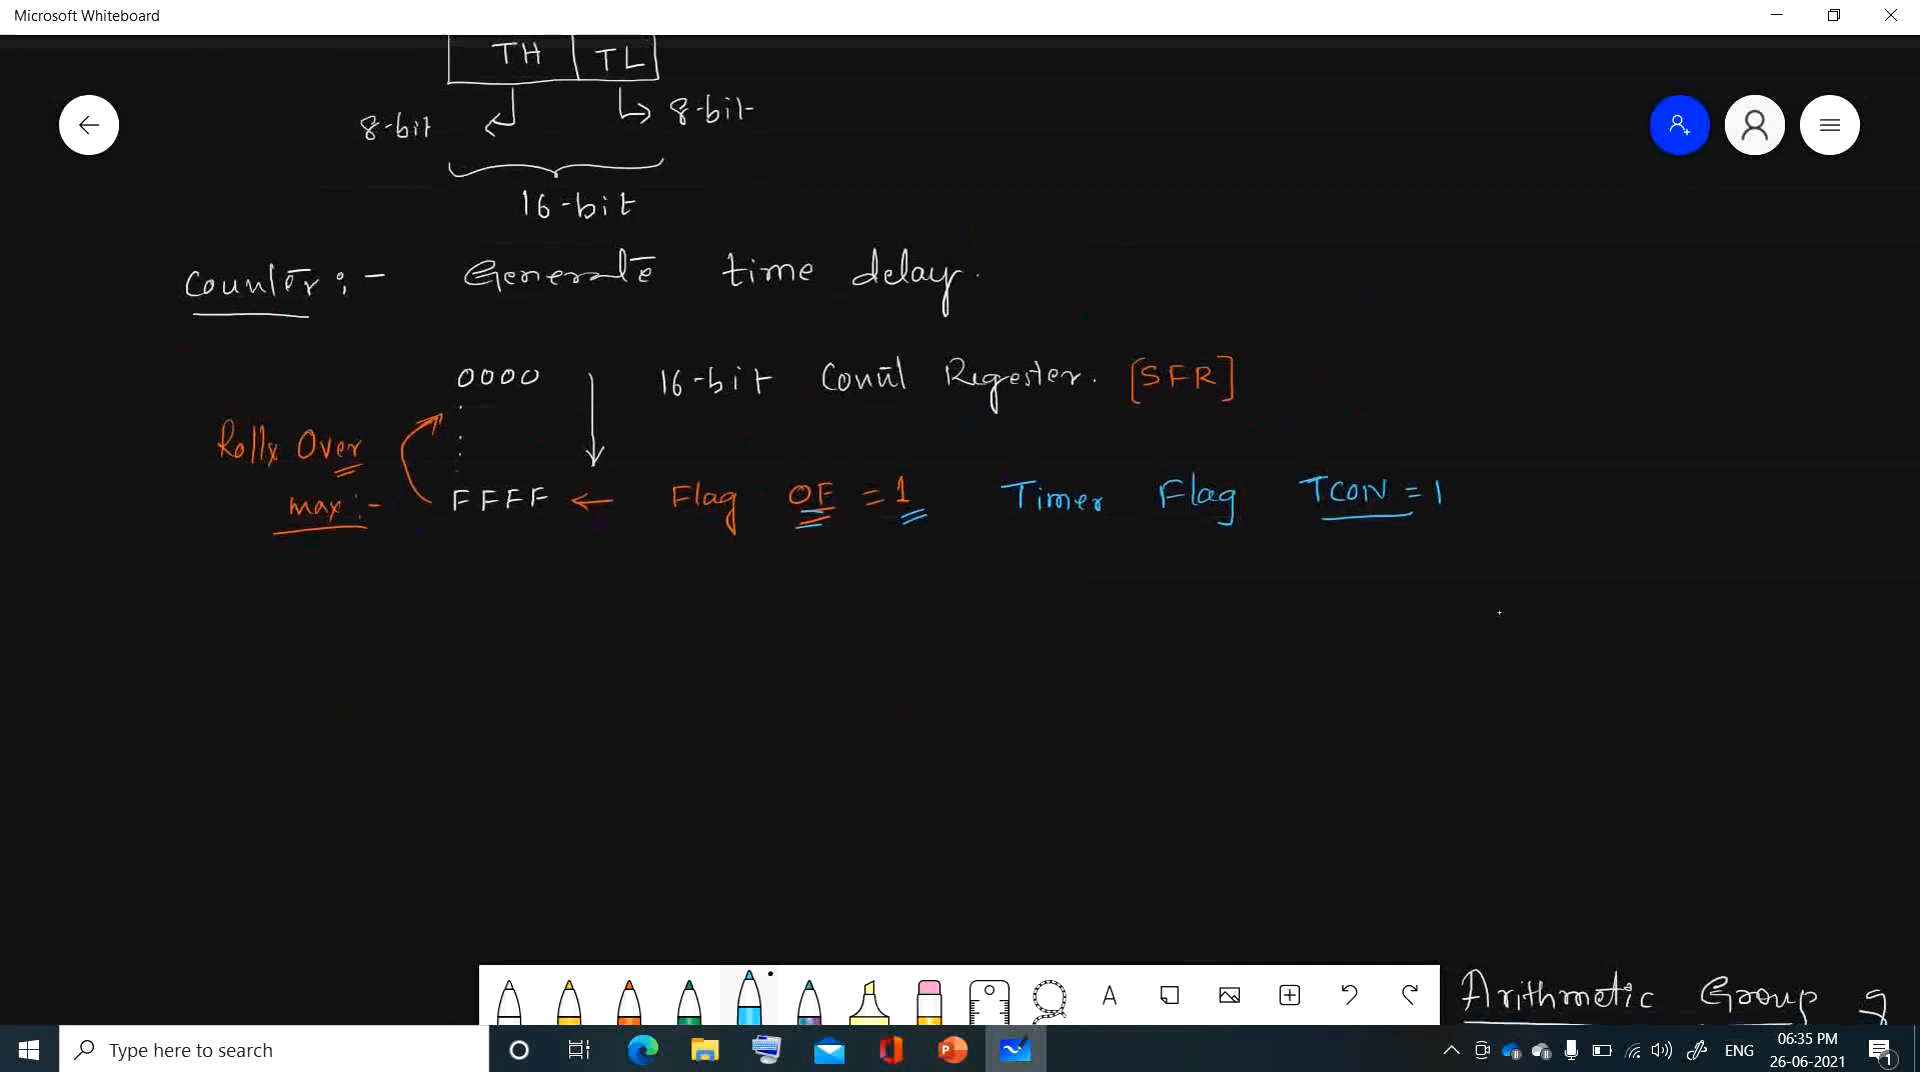 Microsoft Whiteboard
TH TL
8-bit 8-bit
16-bit
Counter :- Generate time delay.
0000 16-bit Count Regester. [SFR]
Rolls Over
max :- FFFF ← Flag OF = 1 Timer Flag TCON = 1
A
Arithmetic Group
Type here to search
ENG
06:35 PM
26-06-2021
1